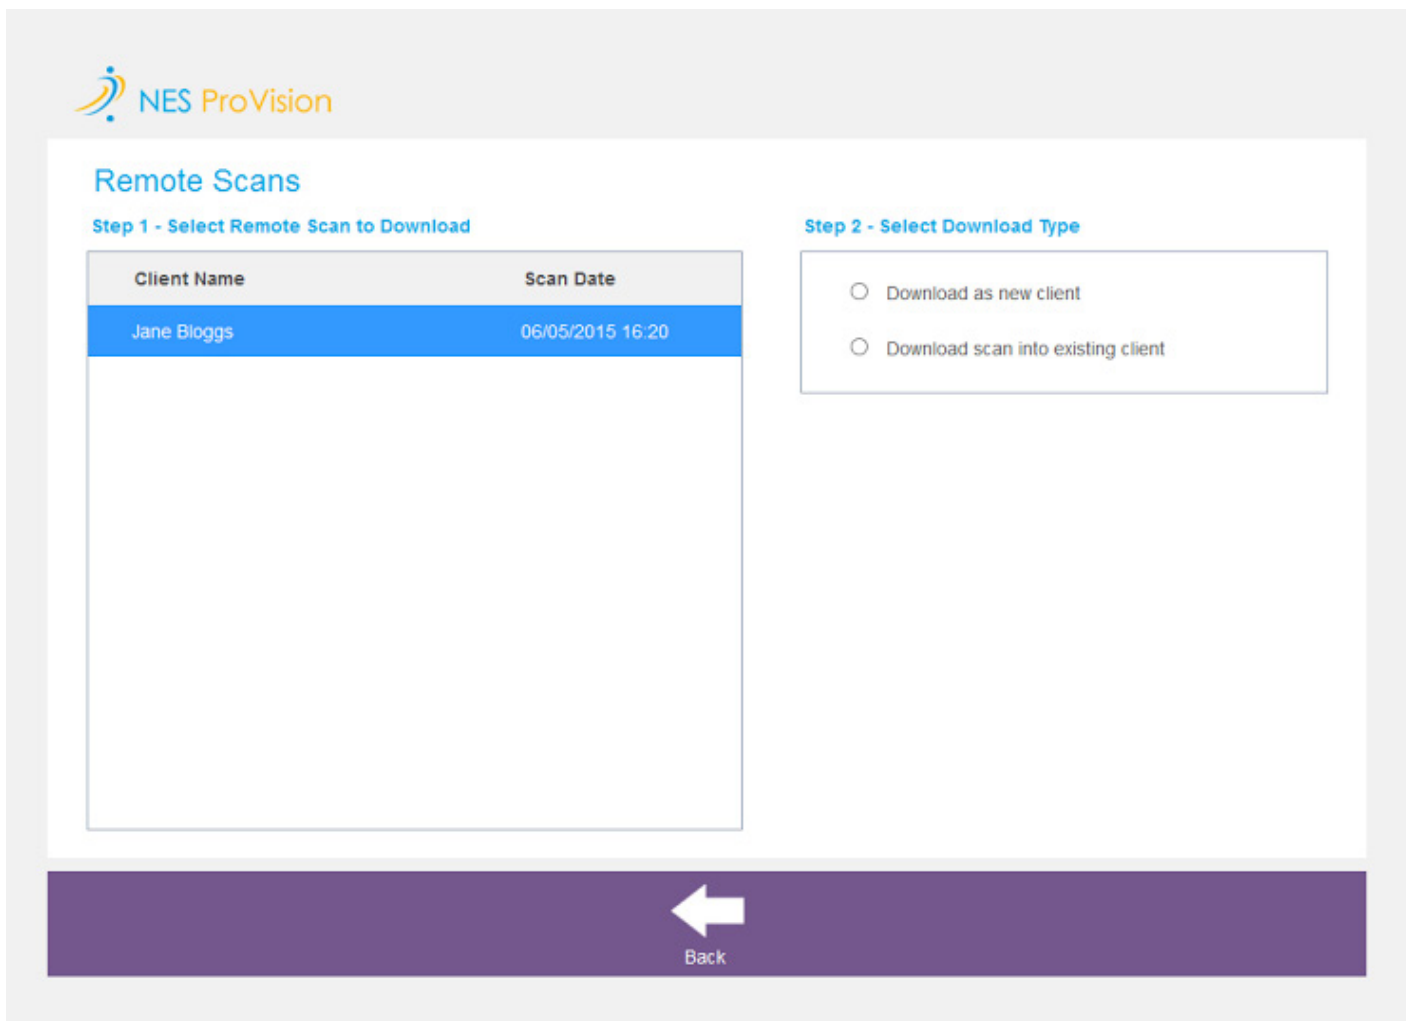 NES ProVision
Remote Scans
Step 1 - Select Remote Scan to Download
Client Name Scan Date
Jane Bloggs 06/05/2015 16:20
Step 2 - Select Download Type
Download as new client
Download scan into existing client
Back